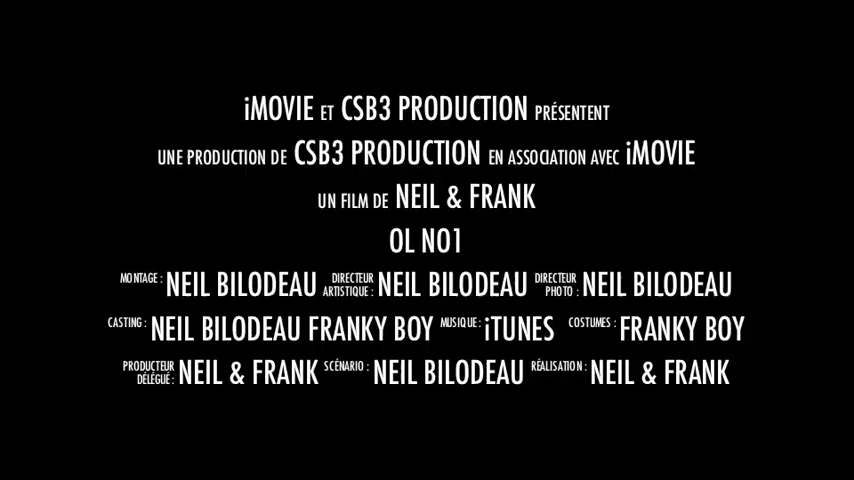 iMOVIE ET CSB3 PRODUCTION PRÉSENTENT
UNE PRODUCTION DE CSB3 PRODUCTION EN ASSOCIATION AVEC iMOVIE
UN FILM DE NEIL & FRANK
OL NO1
MONTAGE : NEIL BILODEAU DIRECTEUR ARTISTIQUE : NEIL BILODEAU DIRECTEUR PHOTO : NEIL BILODEAU
CASTING : NEIL BILODEAU FRANKY BOY MUSIQUE : iTUNES COSTUMES : FRANKY BOY
PRODUCTEUR DÉLÉGUÉ : NEIL & FRANK SCÉNARIO : NEIL BILODEAU RÉALISATION : NEIL & FRANK